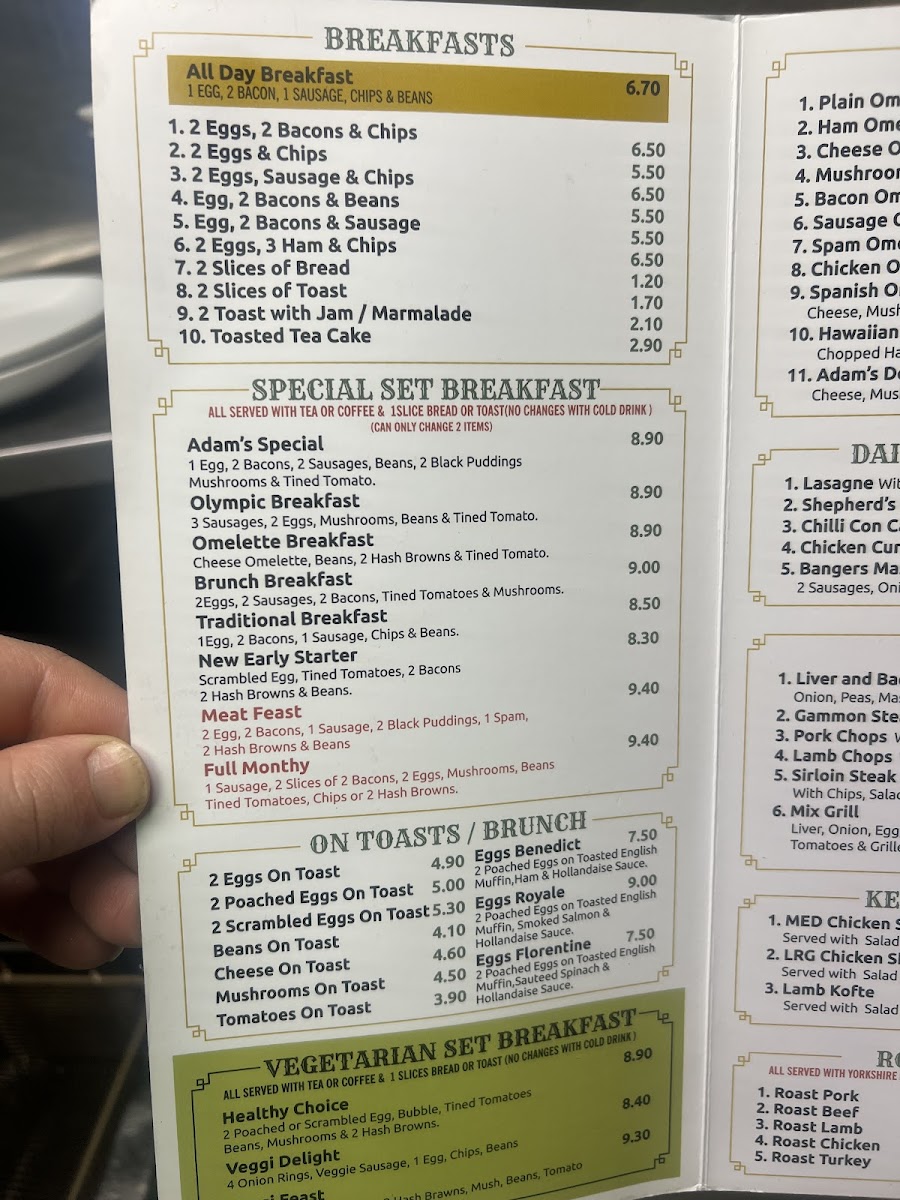 BREAKFASTS
All Day Breakfast 6.70
1 EGG, 2 BACON, 1 SAUSAGE, CHIPS & BEANS
1. 2 Eggs, 2 Bacons & Chips 6.50
2. 2 Eggs & Chips 5.50
3. 2 Eggs, Sausage & Chips 6.50
4. Egg, 2 Bacons & Beans 5.50
5. Egg, 2 Bacons & Sausage 5.50
6. 2 Eggs, 3 Ham & Chips 6.50
7. 2 Slices of Bread 1.20
8. 2 Slices of Toast 1.70
9. 2 Toast with Jam / Marmalade 2.10
10. Toasted Tea Cake 2.90
SPECIAL SET BREAKFAST
ALL SERVED WITH TEA OR COFFEE & 1SLICE BREAD OR TOAST(NO CHANGES WITH COLD DRINK )
(CAN ONLY CHANGE 2 ITEMS)
Adam's Special 8.90
1 Egg, 2 Bacons, 2 Sausages, Beans, 2 Black Puddings
Mushrooms & Tined Tomato.
Olympic Breakfast 8.90
3 Sausages, 2 Eggs, Mushrooms, Beans & Tined Tomato.
Omelette Breakfast 8.90
Cheese Omelette, Beans, 2 Hash Browns & Tined Tomato.
Brunch Breakfast 9.00
2Eggs, 2 Sausages, 2 Bacons, Tined Tomatoes & Mushrooms.
Traditional Breakfast 8.50
1Egg, 2 Bacons, 1 Sausage, Chips & Beans.
New Early Starter 8.30
Scrambled Egg, Tined Tomatoes, 2 Bacons
2 Hash Browns & Beans.
Meat Feast 9.40
2 Egg, 2 Bacons, 1 Sausage, 2 Black Puddings, 1 Spam,
2 Hash Browns & Beans
Full Monthy 9.40
1 Sausage, 2 Slices of 2 Bacons, 2 Eggs, Mushrooms, Beans
Tined Tomatoes, Chips or 2 Hash Browns.
ON TOASTS / BRUNCH
2 Eggs On Toast 4.90
2 Poached Eggs On Toast 5.00
2 Scrambled Eggs On Toast 5.30
Beans On Toast 4.10
Cheese On Toast 4.60
Mushrooms On Toast 4.50
Tomatoes On Toast 3.90
Eggs Benedict 7.50
2 Poached Eggs on Toasted English
Muffin,Ham & Hollandaise Sauce.
Eggs Royale 9.00
2 Poached Eggs on Toasted English
Muffin, Smoked Salmon &
Hollandaise Sauce.
Eggs Florentine 7.50
2 Poached Eggs on Toasted English
Muffin,Sauteed Spinach &
Hollandaise Sauce.
VEGETARIAN SET BREAKFAST
ALL SERVED WITH TEA OR COFFEE & 1 SLICES BREAD OR TOAST (NO CHANGES WITH COLD DRINK )
Healthy Choice 8.90
2 Poached or Scrambled Egg, Bubble, Tined Tomatoes
Beans, Mushrooms & 2 Hash Browns.
Veggi Delight 8.40
4 Onion Rings, Veggie Sausage, 1 Egg, Chips, Beans
Feast 9.30
Hash Brawns, Mush, Beans, Tomato
1. Plain Om
2. Ham Ome
3. Cheese O
4. Mushroor
5. Bacon Om
6. Sausage
7. Spam Ome
8. Chicken O
9. Spanish O
Cheese, Mush
10. Hawaiian
Chopped Ha
11. Adam's De
Cheese, Mus
DAI
1. Lasagne Wit
2. Shepherd's
3. Chilli Con C
4. Chicken Cur
5. Bangers Ma
2 Sausages, Oni
1. Liver and Ba
Onion, Peas, Ma
2. Gammon Ste
3. Pork Chops
4. Lamb Chops
5. Sirloin Steak
With Chips, Salad
6. Mix Grill
Liver, Onion, Egg
Tomatoes & Grille
KE
1. MED Chicken S
Served with Salad
2. LRG Chicken Sh
Served with Salad
3. Lamb Kofte
Served with Salad
RO
ALL SERVED WITH YORKSHIRE
1. Roast Pork
2. Roast Beef
3. Roast Lamb
4. Roast Chicken
5. Roast Turkey